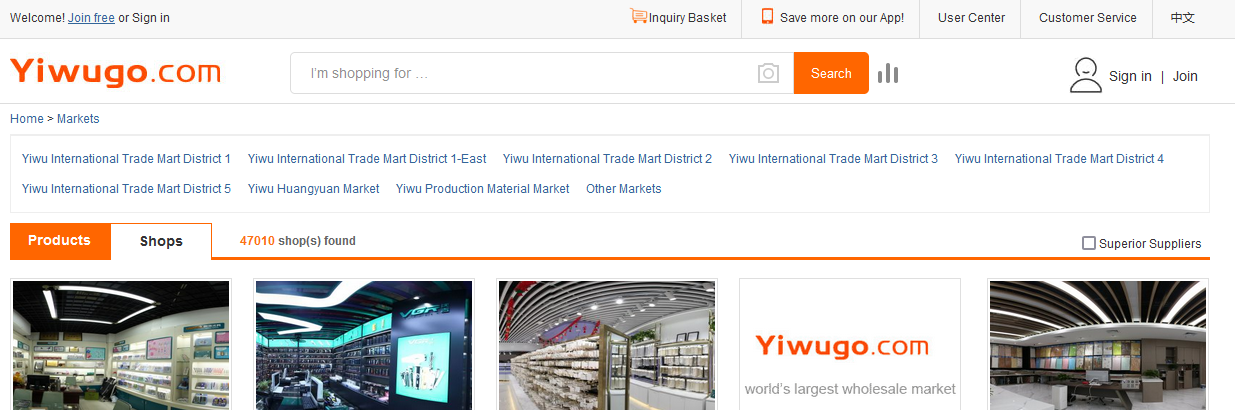 Welcome! Join free or Sign in
Inquiry Basket
Save more on our App!
User Center
Customer Service
中文
Yiwugo.com
I'm shopping for ...
Search
Sign in | Join
Home > Markets
Yiwu International Trade Mart District 1
Yiwu International Trade Mart District 1-East
Yiwu International Trade Mart District 2
Yiwu International Trade Mart District 3
Yiwu International Trade Mart District 4
Yiwu International Trade Mart District 5
Yiwu Huangyuan Market
Yiwu Production Material Market
Other Markets
Products
Shops
47010 shop(s) found
Superior Suppliers
VGR
Yiwugo.com
world's largest wholesale market